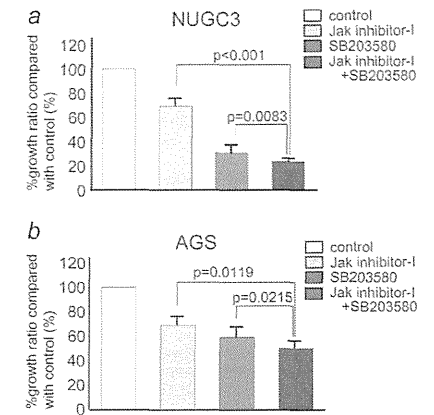 a
NUGC3
control
Jak inhibitor-I
SB203580
Jak inhibitor-I
+SB203580
%growth ratio compared
with control (%)
120
100
80
60
40
20
0
p<0.001
p=0.0083
b
AGS
control
Jak inhibitor-I
SB203580
Jak inhibitor-I
+SB203580
%growth ratio compared
with control (%)
120
100
80
60
40
20
0
p=0.0119
p=0.0215